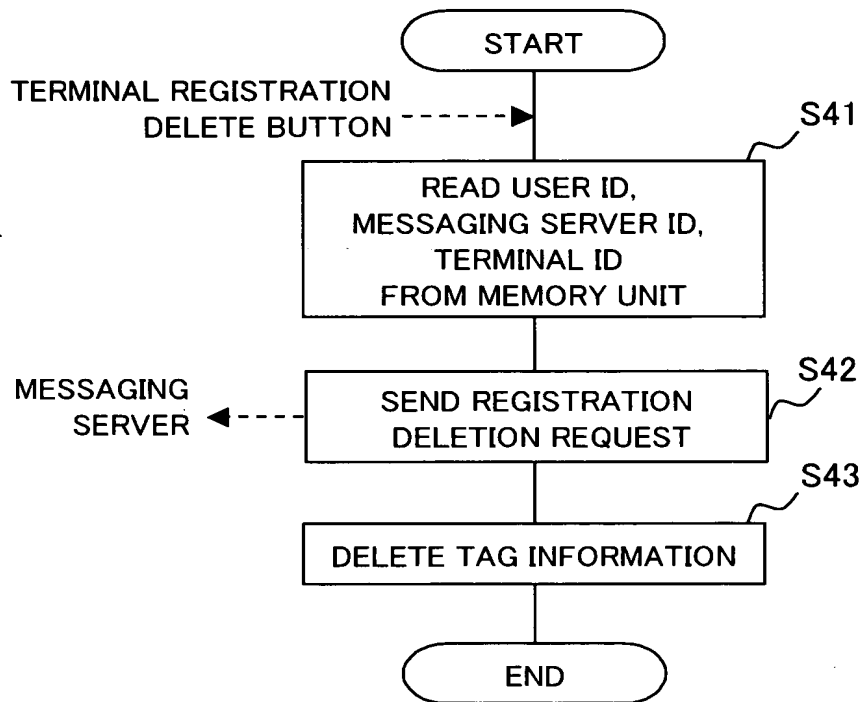 START
TERMINAL REGISTRATION
DELETE BUTTON
S41
READ USER ID,
MESSAGING SERVER ID,
TERMINAL ID
FROM MEMORY UNIT
S42
MESSAGING
SERVER
SEND REGISTRATION
DELETION REQUEST
S43
DELETE TAG INFORMATION
END